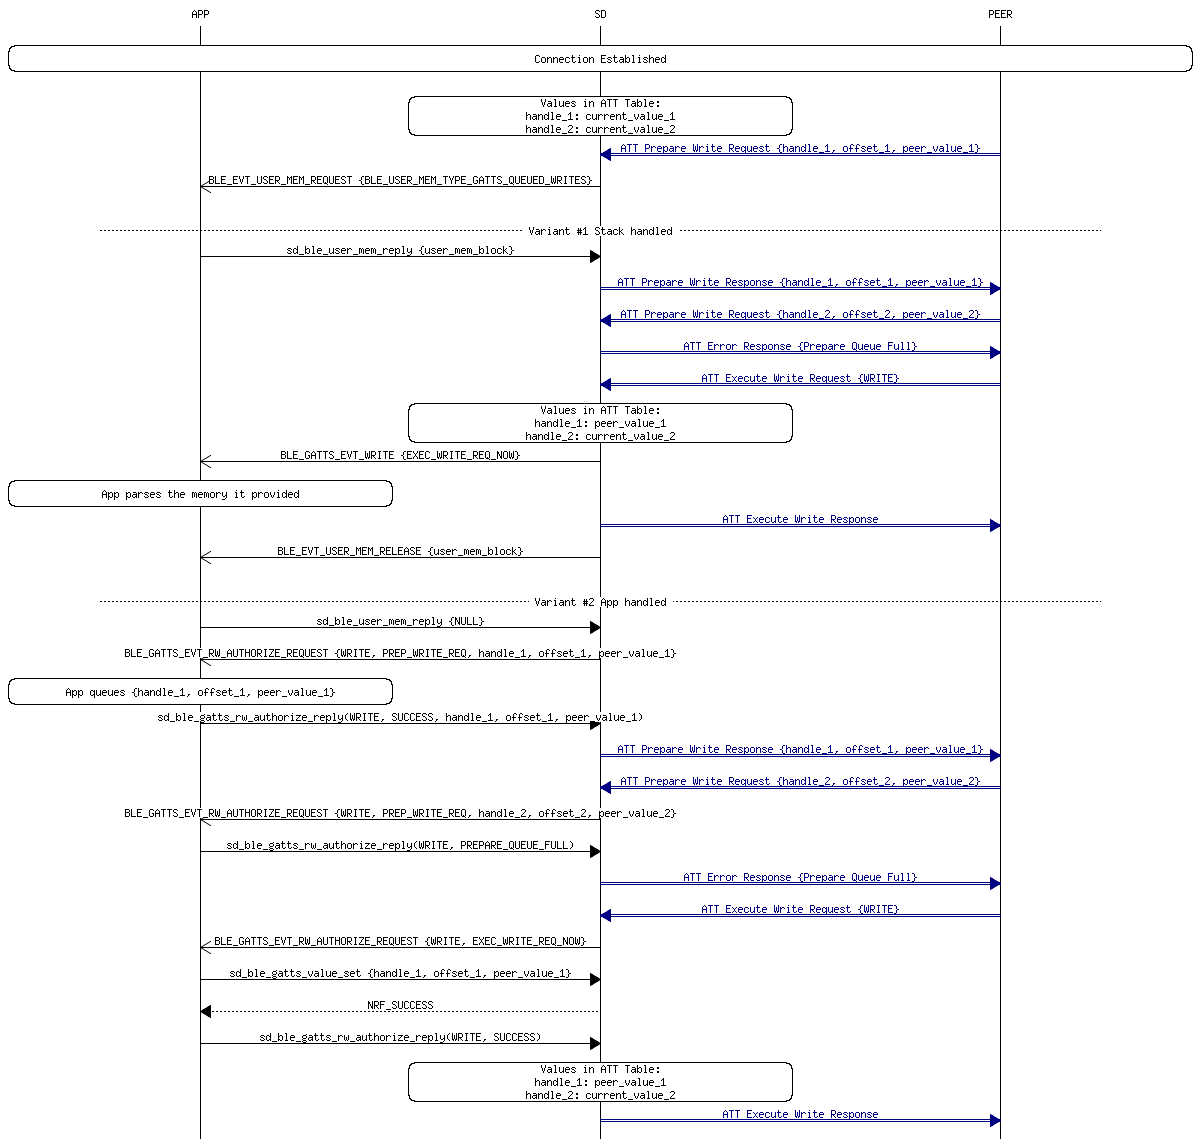 APP SD PEER
Connection Established
Values in ATT Table:
handle_1: current_value_1
handle_2: current_value_2
ATT Prepare Write Request {handle_1, offset_1, peer_value_1}
BLE_EVT_USER_MEM_REQUEST {BLE_USER_MEM_TYPE_GATTS_QUEUED_WRITES}
Variant #1 Stack handled
sd_ble_user_mem_reply {user_mem_block}
ATT Prepare Write Response {handle_1, offset_1, peer_value_1}
ATT Prepare Write Request {handle_2, offset_2, peer_value_2}
ATT Error Response {Prepare Queue Full}
ATT Execute Write Request {WRITE}
Values in ATT Table:
handle_1: peer_value_1
handle_2: current_value_2
BLE_GATTS_EVT_WRITE {EXEC_WRITE_REQ_NOW}
App parses the memory it provided
ATT Execute Write Response
BLE_EVT_USER_MEM_RELEASE {user_mem_block}
Variant #2 App handled
sd_ble_user_mem_reply {NULL}
BLE_GATTS_EVT_RW_AUTHORIZE_REQUEST {WRITE, PREP_WRITE_REQ, handle_1, offset_1, peer_value_1}
App queues {handle_1, offset_1, peer_value_1}
sd_ble_gatts_rw_authorize_reply(WRITE, SUCCESS, handle_1, offset_1, peer_value_1)
ATT Prepare Write Response {handle_1, offset_1, peer_value_1}
ATT Prepare Write Request {handle_2, offset_2, peer_value_2}
BLE_GATTS_EVT_RW_AUTHORIZE_REQUEST {WRITE, PREP_WRITE_REQ, handle_2, offset_2, peer_value_2}
sd_ble_gatts_rw_authorize_reply(WRITE, PREPARE_QUEUE_FULL)
ATT Error Response {Prepare Queue Full}
ATT Execute Write Request {WRITE}
BLE_GATTS_EVT_RW_AUTHORIZE_REQUEST {WRITE, EXEC_WRITE_REQ_NOW}
sd_ble_gatts_value_set {handle_1, offset_1, peer_value_1}
NRF_SUCCESS
sd_ble_gatts_rw_authorize_reply(WRITE, SUCCESS)
Values in ATT Table:
handle_1: peer_value_1
handle_2: current_value_2
ATT Execute Write Response